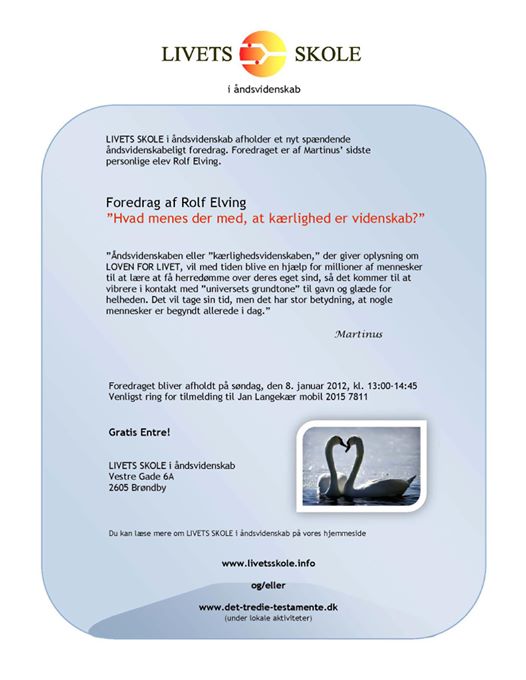 LIVETS SKOLE
i åndsvidenskab
LIVETS SKOLE i åndsvidenskab afholder et nyt spændende
åndsvidenskabeligt foredrag. Foredraget er af Martinus’ sidste
personlige elev Rolf Elving.
Foredrag af Rolf Elving
”Hvad menes der med, at kærlighed er videnskab?”
”Åndsvidenskaben eller ”kærlighedsvidenskaben,” der giver oplysning om
LOVEN FOR LIVET, vil med tiden blive en hjælp for millioner af mennesker
til at lære at få herredømme over deres eget sind, så det kommer til at
vibrere i kontakt med ”universets grundtone” til gavn og glæde for
helheden. Det vil tage sin tid, men det har stor betydning, at nogle
mennesker er begyndt allerede i dag.”
Martinus
Foredraget bliver afholdt på søndag, den 8. januar 2012, kl. 13:00-14:45
Venligst ring for tilmelding til Jan Langekær mobil 2015 7811
Gratis Entre!
LIVETS SKOLE i åndsvidenskab
Vestre Gade 6A
2605 Brøndby
Du kan læse mere om LIVETS SKOLE i åndsvidenskab på vores hjemmeside
www.livetsskole.info
og/eller
www.det-tredie-testamente.dk
(under lokale aktiviteter)